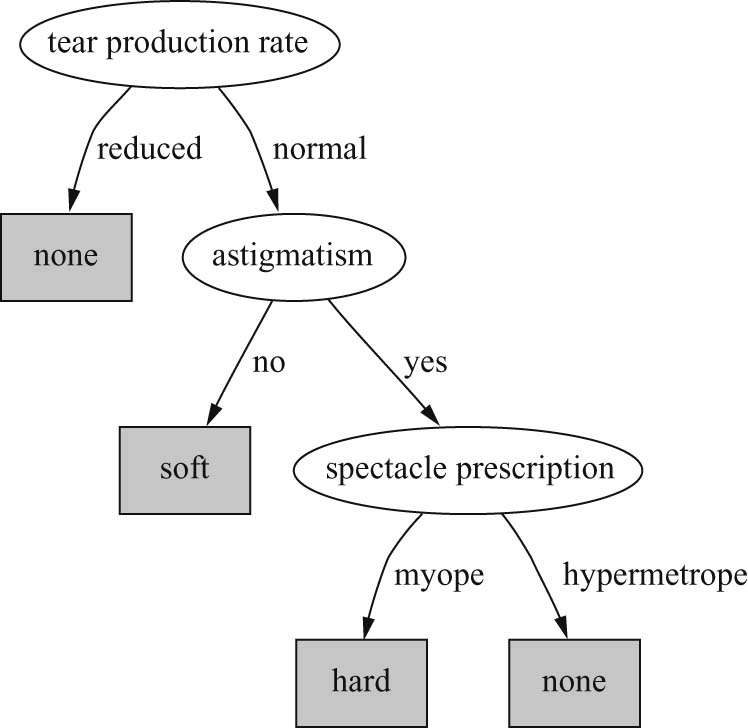 tear production rate
reduced
normal
none
astigmatism
no
yes
soft
spectacle prescription
myope
hypermetrope
hard
none